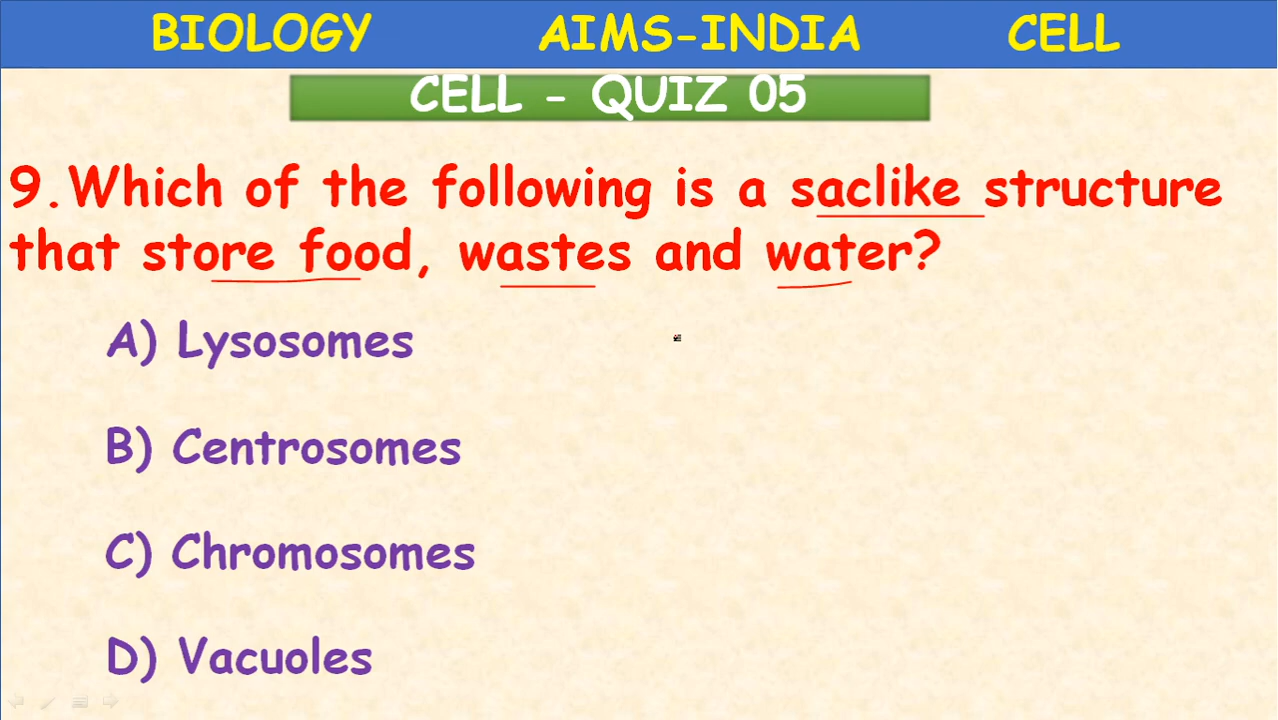 BIOLOGY AIMS-INDIA CELL
CELL - QUIZ 05
9.Which of the following is a saclike structure
that store food, wastes and water?
A) Lysosomes
B) Centrosomes
C) Chromosomes
D) Vacuoles